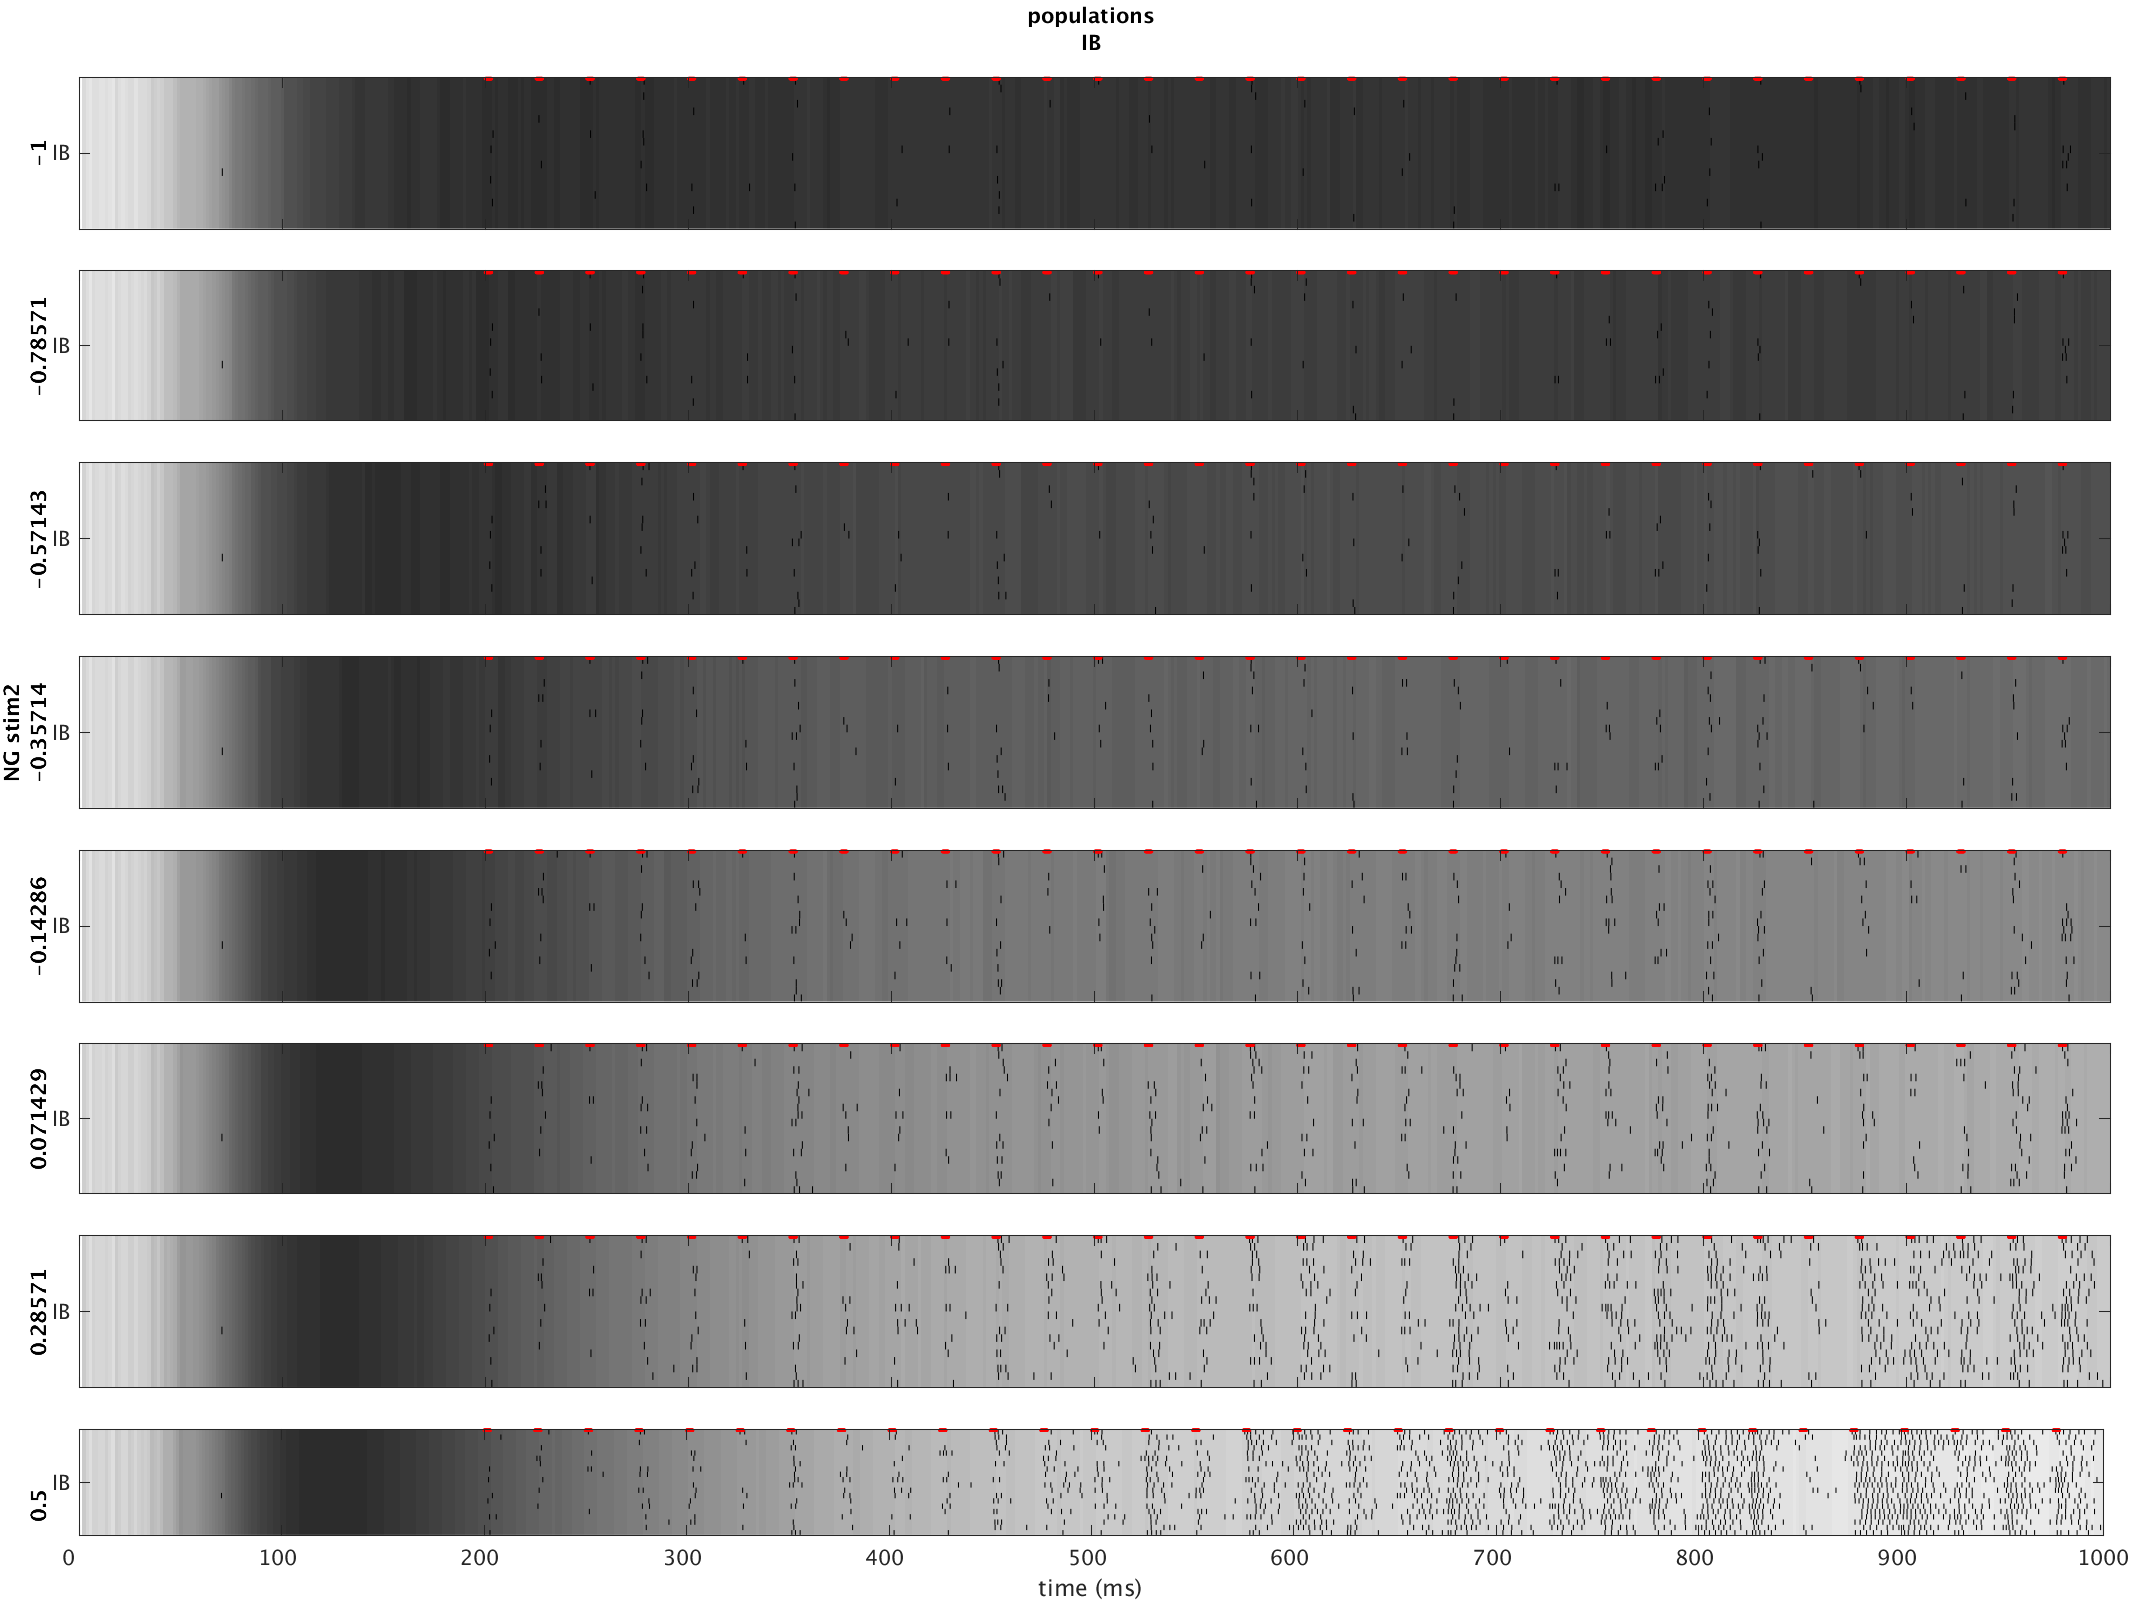 populations
IB
NG stim2
-1 IB
-0.78571 IB
-0.57143 IB
-0.35714 IB
-0.14286 IB
0.071429 IB
0.28571 IB
0.5 IB
0 100 200 300 400 500 600 700 800 900 1000
time (ms)